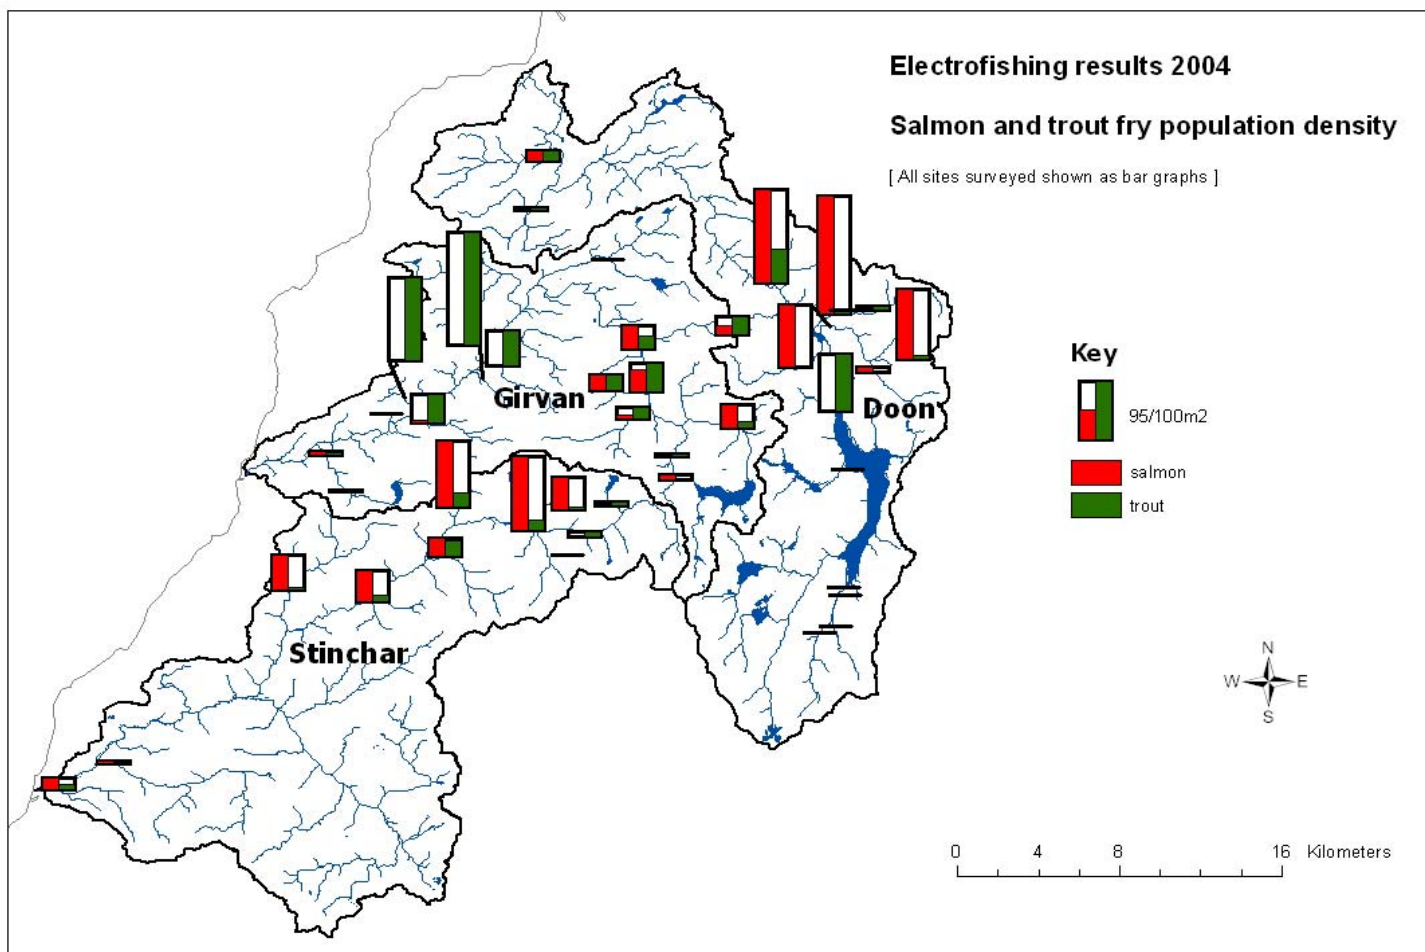 Electrofishing results 2004
Salmon and trout fry population density
[ All sites surveyed shown as bar graphs ]
Key
95/100m2
salmon
trout
Girvan
Doon
Stinchar
N
W E
S
0 4 8 16 Kilometers